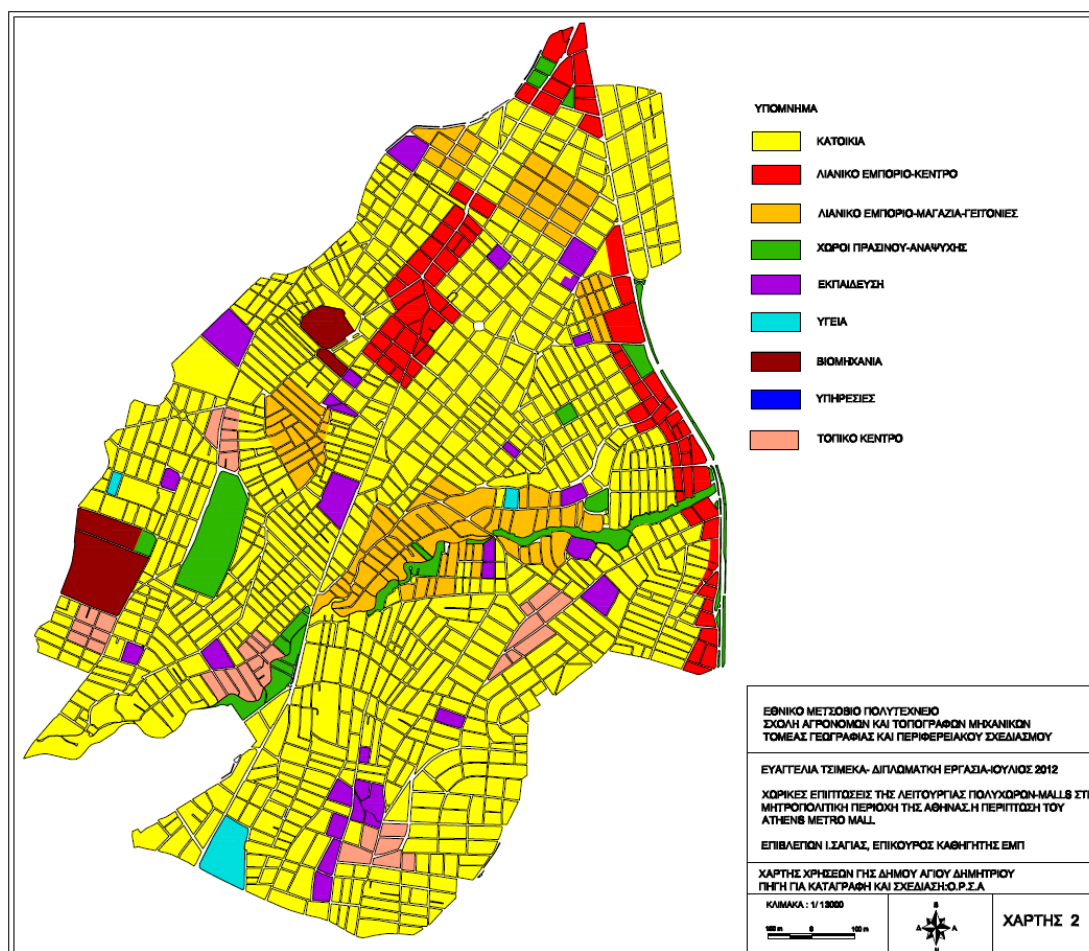 ΥΠΟΜΝΗΜΑ
ΚΑΤΟΙΚΙΑ
ΛΙΑΝΙΚΟ ΕΜΠΟΡΙΟ-ΚΕΝΤΡΟ
ΛΙΑΝΙΚΟ ΕΜΠΟΡΙΟ-ΜΑΓΑΖΙΑ-ΓΕΙΤΟΝΙΕΣ
ΧΩΡΟΙ ΠΡΑΣΙΝΟΥ-ΑΝΑΨΥΧΗΣ
ΕΚΠΑΙΔΕΥΣΗ
ΥΓΕΙΑ
ΒΙΟΜΗΧΑΝΙΑ
ΥΠΗΡΕΣΙΕΣ
ΤΟΠΙΚΟ ΚΕΝΤΡΟ
ΕΘΝΙΚΟ ΜΕΤΣΟΒΙΟ ΠΟΛΥΤΕΧΝΕΙΟ
ΣΧΟΛΗ ΑΓΡΟΝΟΜΩΝ ΚΑΙ ΤΟΠΟΓΡΑΦΩΝ ΜΗΧΑΝΙΚΩΝ
ΤΟΜΕΑΣ ΓΕΩΓΡΑΦΙΑΣ ΚΑΙ ΠΕΡΙΦΕΡΕΙΑΚΟΥ ΣΧΕΔΙΑΣΜΟΥ
ΕΥΑΓΓΕΛΙΑ ΤΣΙΜΕΚΑ- ΔΙΠΛΩΜΑΤΚΗ ΕΡΓΑΣΙΑ-ΙΟΥΛΙΟΣ 2012
ΧΩΡΙΚΕΣ ΕΠΙΠΤΩΣΕΙΣ ΤΗΣ ΛΕΙΤΟΥΡΓΙΑΣ ΠΟΛΥΧΩΡΩΝ-MALLS ΣΤΗ
ΜΗΤΡΟΠΟΛΙΤΙΚΗ ΠΕΡΙΟΧΗ ΤΗΣ ΑΘΗΝΑΣ.Η ΠΕΡΙΠΤΩΣΗ ΤΟΥ
ATHENS METRO MALL
ΕΠΙΒΛΕΠΩΝ Ι.ΣΑΓΙΑΣ, ΕΠΙΚΟΥΡΟΣ ΚΑΘΗΓΗΤΗΣ ΕΜΠ
ΧΑΡΤΗΣ ΧΡΗΣΕΩΝ ΓΗΣ ΔΗΜΟΥ ΑΓΙΟΥ ΔΗΜΗΤΡΙΟΥ
ΠΗΓΗ ΓΙΑ ΚΑΤΑΓΡΑΦΗ ΚΑΙ ΣΧΕΔΙΑΣΗ:Ο.Ρ.Σ.Α
ΚΛΙΜΑΚΑ : 1/ 13000
0 100 m
Δ Α
ΧΑΡΤΗΣ 2